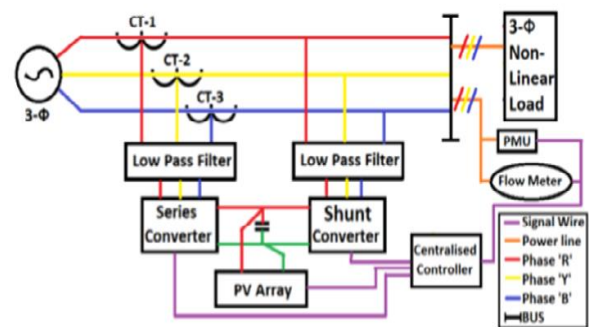 CT-1
CT-2
CT-3
3-Φ
3-Φ
Non-
Linear
Load
PMU
Flow Meter
Low Pass Filter
Low Pass Filter
Series
Converter
Shunt
Converter
PV Array
Centralised
Controller
Signal Wire
Power line
Phase 'R'
Phase 'Y'
Phase 'B'
BUS